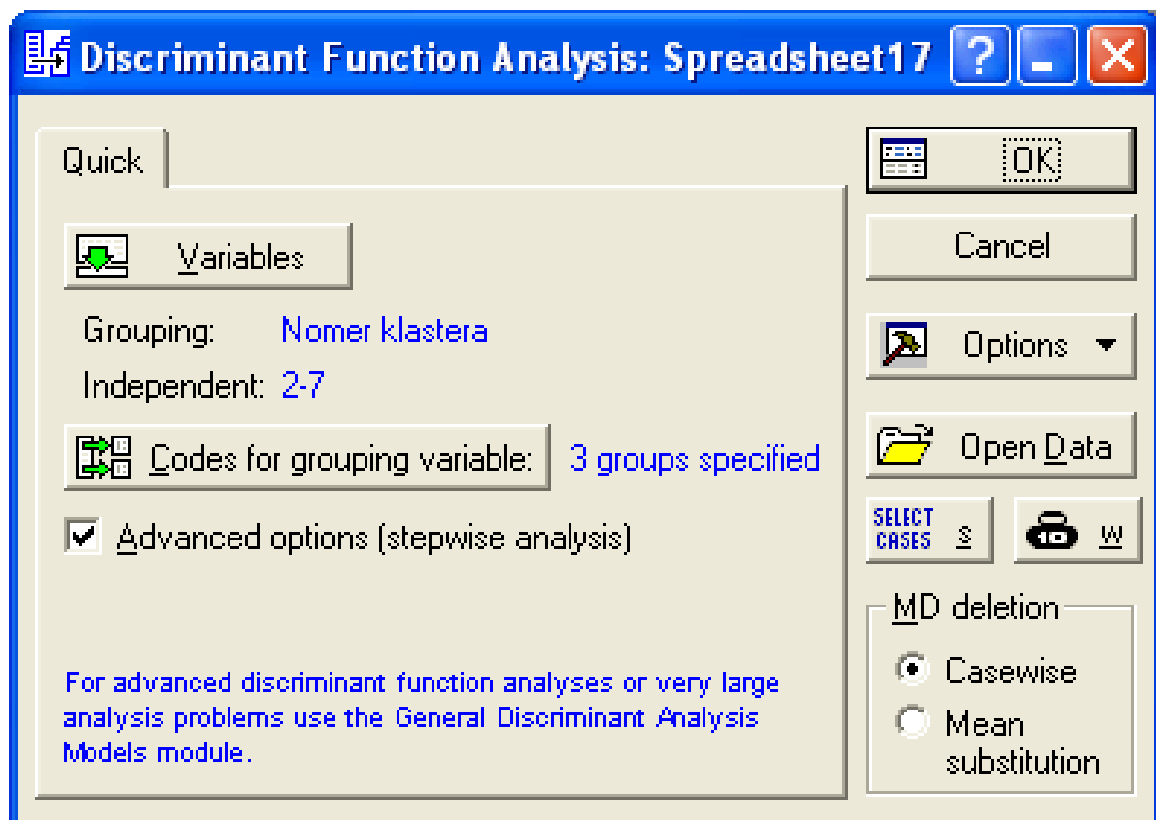 Discriminant Function Analysis: Spreadsheet17
Quick
Variables
Grouping: Nomer klastera
Independent: 2-7
Codes for grouping variable: 3 groups specified
Advanced options (stepwise analysis)
For advanced discriminant function analyses or very large
analysis problems use the General Discriminant Analysis
Models module.
OK
Cancel
Options
Open Data
SELECT
CASES S
10 W
MD deletion
Casewise
Mean
substitution